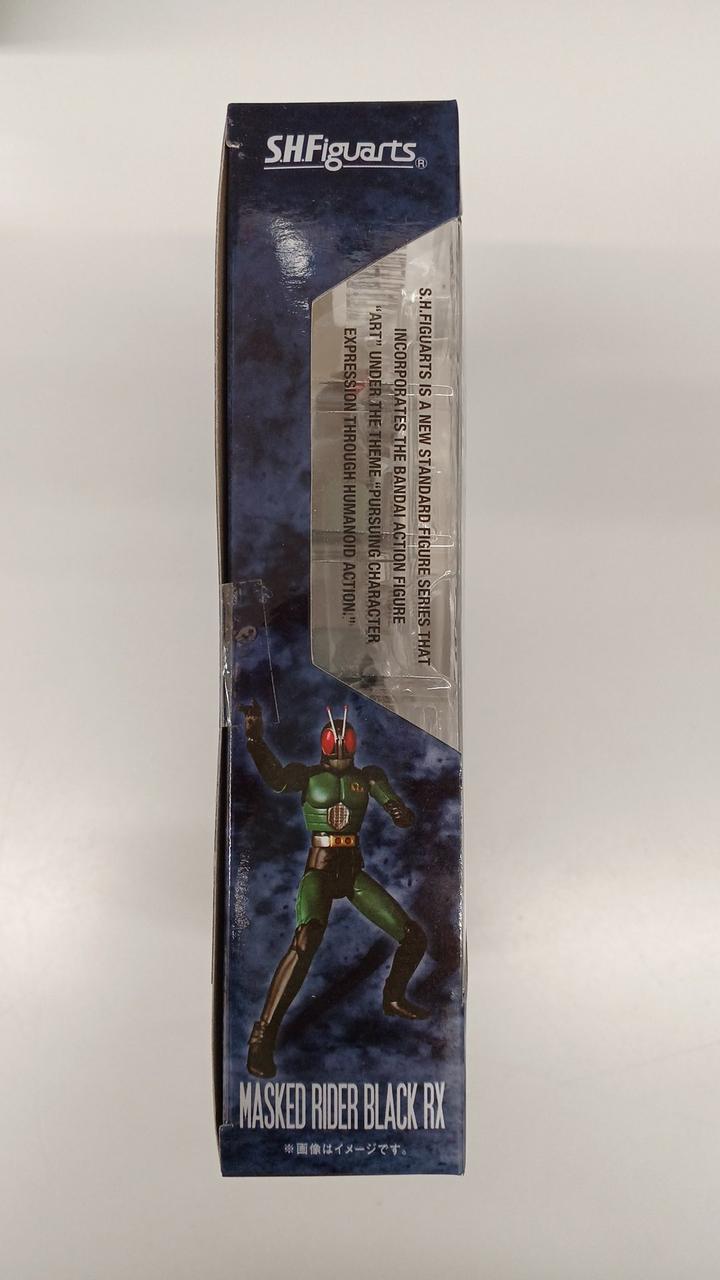 S.H.Figuarts®
S.H.FIGUARTS IS A NEW STANDARD FIGURE SERIES THAT
INCORPORATES THE BANDAI ACTION FIGURE
"ART" UNDER THE THEME "PURSUING CHARACTER
EXPRESSION THROUGH HUMANOID ACTION."
MASKED RIDER BLACK RX
※画像はイメージです。